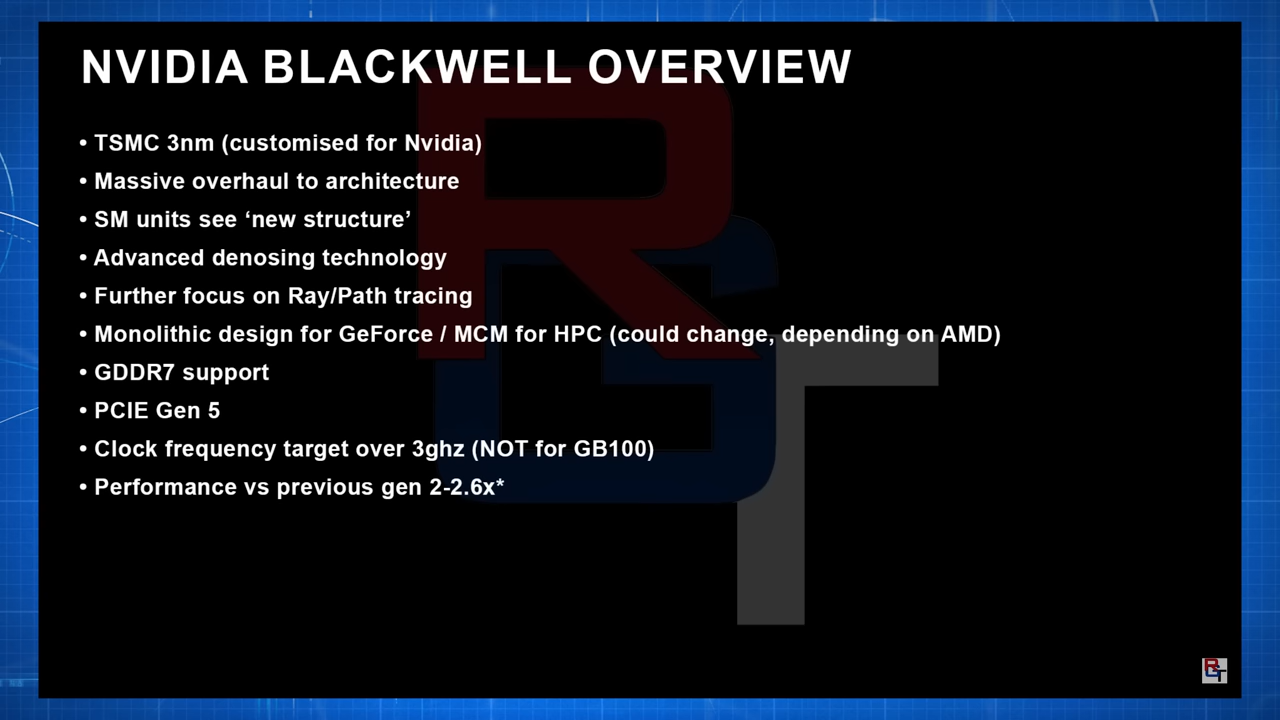 NVIDIA BLACKWELL OVERVIEW
• TSMC 3nm (customised for Nvidia)
• Massive overhaul to architecture
• SM units see ‘new structure’
• Advanced denosing technology
• Further focus on Ray/Path tracing
• Monolithic design for GeForce / MCM for HPC (could change, depending on AMD)
• GDDR7 support
• PCIE Gen 5
• Clock frequency target over 3ghz (NOT for GB100)
• Performance vs previous gen 2-2.6x*
RGT
RGT